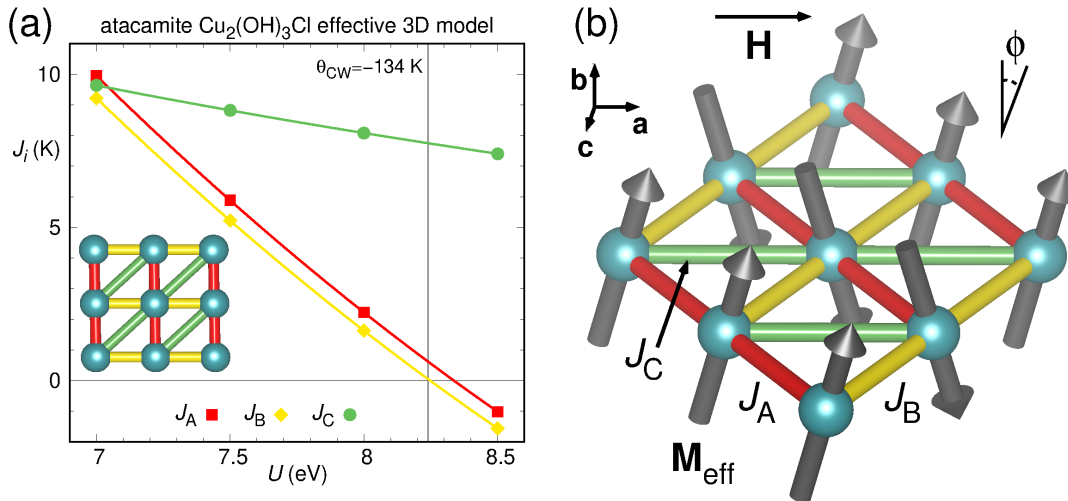 (a)
atacamite Cu₂(OH)₃Cl effective 3D model
θCW=−134 K
10
Jᵢ (K)
5
0
JA
JB
JC
7
7.5
8
8.5
U (eV)
(b)
H
ϕ
b
a
c
JC
JA
JB
Meff